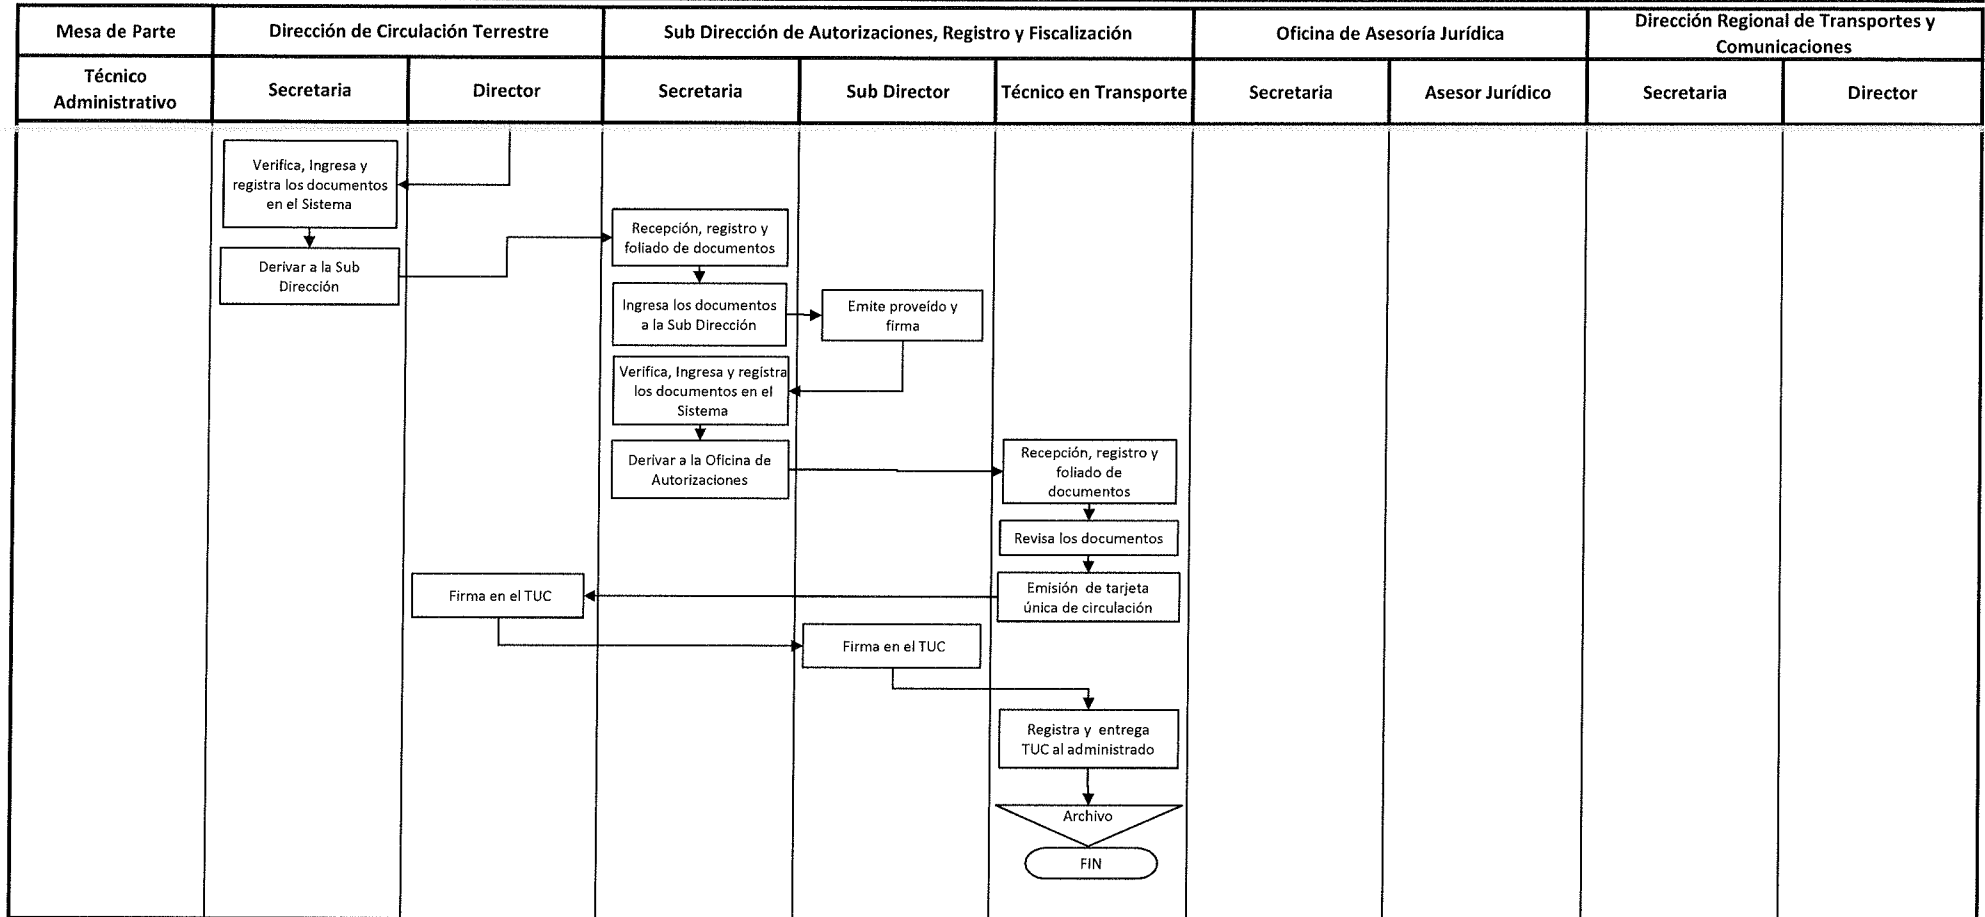 Mesa de Parte
Dirección de Circulación Terrestre
Sub Dirección de Autorizaciones, Registro y Fiscalización
Oficina de Asesoría Jurídica
Dirección Regional de Transportes y
Comunicaciones
Técnico
Administrativo
Secretaria
Director
Secretaria
Sub Director
Técnico en Transporte
Secretaria
Asesor Jurídico
Secretaria
Director
Verifica, Ingresa y
registra los documentos
en el Sistema
Derivar a la Sub
Dirección
Recepción, registro y
foliado de documentos
Ingresa los documentos
a la Sub Dirección
Emite proveído y
firma
Verifica, Ingresa y registra
los documentos en el
Sistema
Derivar a la Oficina de
Autorizaciones
Recepción, registro y
foliado de
documentos
Revisa los documentos
Emisión de tarjeta
única de circulación
Firma en el TUC
Firma en el TUC
Registra y entrega
TUC al administrado
Archivo
FIN